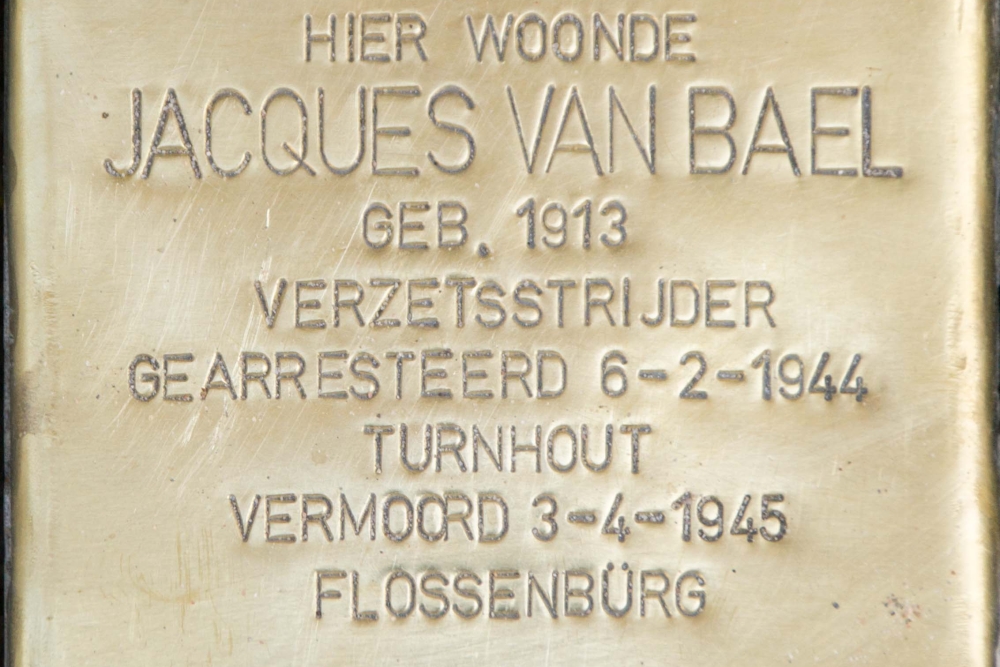 HIER WOONDE
JACQUES VAN BAEL
GEB. 1913
VERZETSSTRIJDER
GEARRESTEERD 6-2-1944
TURNHOUT
VERMOORD 3-4-1945
FLOSSENBÜRG